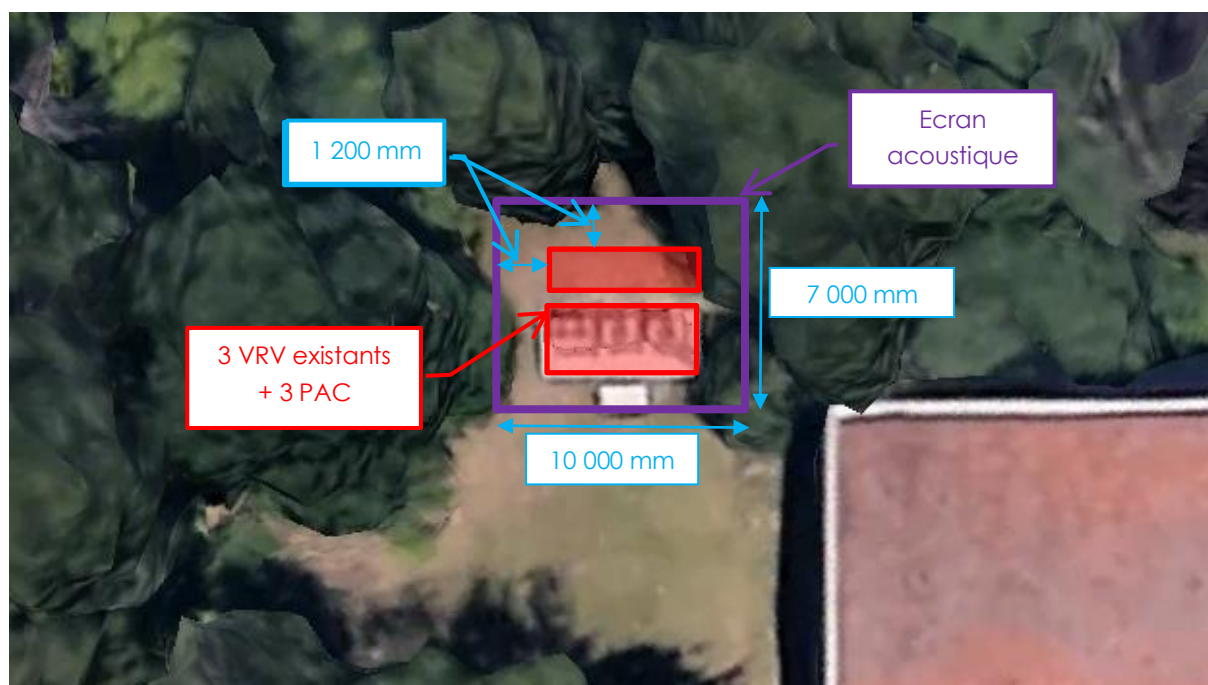 Ecran
acoustique
1 200 mm
7 000 mm
3 VRV existants
+ 3 PAC
10 000 mm